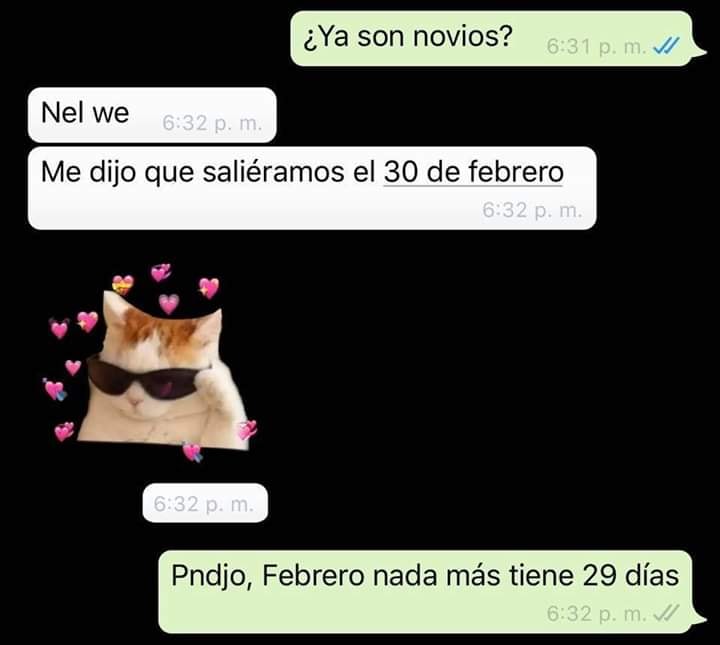 ¿Ya son novios? 6:31 p. m.
Nel we 6:32 p. m.
Me dijo que saliéramos el 30 de febrero
6:32 p. m.
6:32 p. m.
Pndjo, Febrero nada más tiene 29 días
6:32 p. m.